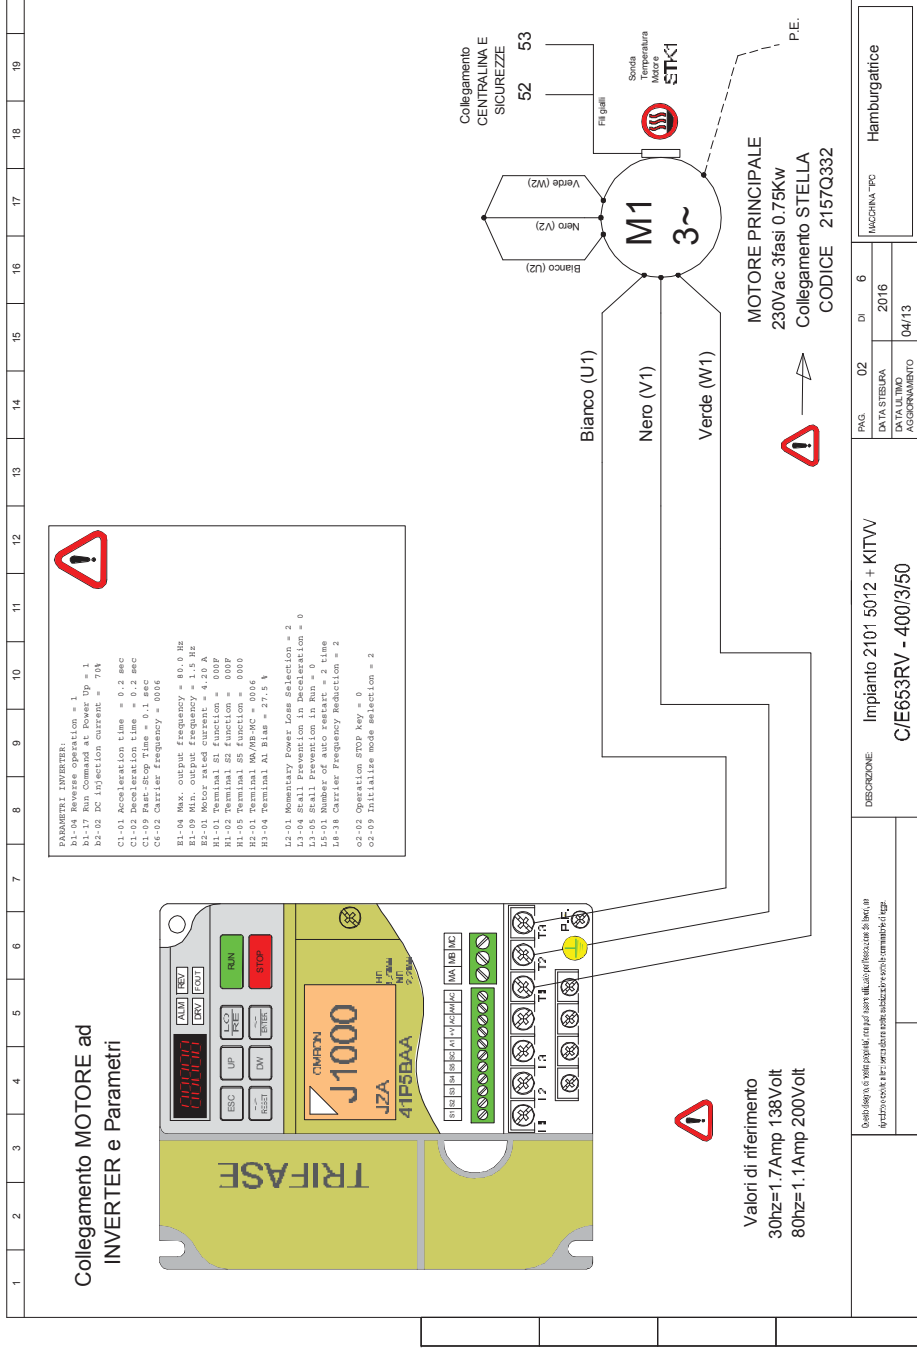 1 2 3 4 5 6 7 8 9 10 11 12 13 14 15 16 17 18 19
Collegamento MOTORE ad
INVERTER e Parametri
PARAMETRI INVERTER:
b1-04 Reverse operation = 1
b1-17 Run Command at Power Up = 1
b2-02 DC injection current = 70%
C1-01 Acceleration time = 0.2 sec
C1-02 Deceleration time = 0.2 sec
C1-09 Fast-Stop Time = 0.1 sec
C6-02 Carrier frequency = 0006
E1-04 Max. output frequency = 80.0 Hz
E1-09 Min. output frequency = 1.5 Hz
E2-01 Motor rated current = 4.20 A
H1-01 Terminal S1 function = 000F
H1-02 Terminal S2 function = 000F
H1-05 Terminal S5 function = 0000
H2-01 Terminal MA/MB-MC = 0006
H3-04 Terminal A1 Bias = 27.5 %
L2-01 Momentary Power Loss Selection = 2
L3-04 Stall Prevention in Deceleration = 0
L3-05 Stall Prevention in Run = 0
L5-01 Number of auto restart = 2 time
L8-38 Carrier Frequency Reduction = 2
o2-02 Operation STOP key = 0
o2-09 Initialize mode selection = 2
TRIFASE
ALM REV
DRV FOUT
ESC UP LO RE RUN
RESET DW ENTER STOP
OMRON
J1000
JZA
41P5BAA
S1 S2 S3 S4 S5 SC A1 +V AC AM AC
MA MB MC
T1 T2 T3 P.E.
Collegamento
CENTRALINA E
SICUREZZE
52 53
Fili gialli
Sonda
Temperatura
Motore
STK1
P.E.
Bianco (U2)
Nero (V2)
Verde (W2)
M1
3~
Bianco (U1)
Nero (V1)
Verde (W1)
MOTORE PRINCIPALE
230Vac 3fasi 0.75Kw
Collegamento STELLA
CODICE 2157Q332
Valori di riferimento
30hz=1.7Amp 138Volt
80hz=1.1Amp 200Volt
DESCRIZIONE:
Impianto 2101 5012 + KITVV
C/E653RV - 400/3/50
PAG. 02 DI 6
DATA STESURA 2016
DATA ULTIMO
AGGIORNAMENTO 04/13
MACCHINA TIPO Hamburgatrice